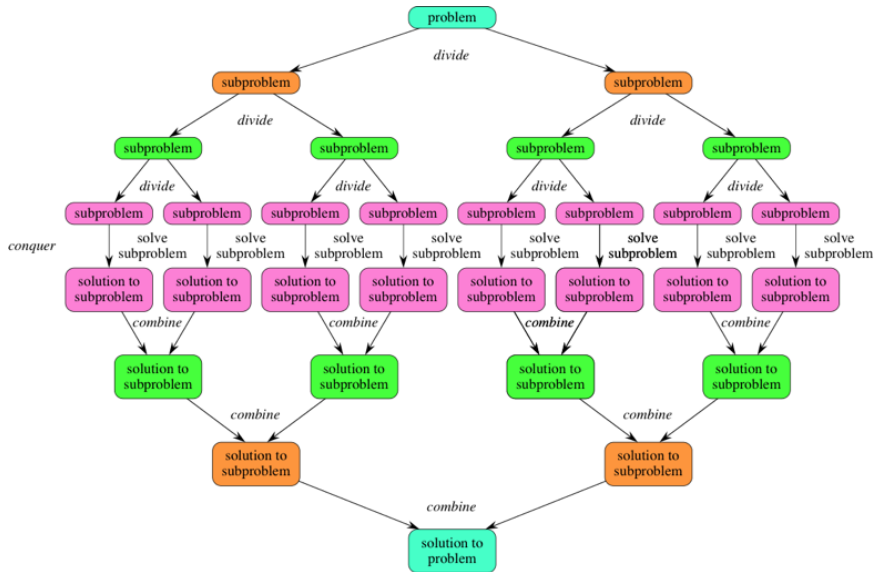 problem
divide
subproblem
subproblem
divide
divide
subproblem
subproblem
subproblem
subproblem
divide
divide
divide
divide
subproblem
subproblem
subproblem
subproblem
subproblem
subproblem
subproblem
subproblem
conquer
solve
subproblem
solve
subproblem
solve
subproblem
solve
subproblem
solve
subproblem
solve
subproblem
solve
subproblem
solve
subproblem
solution to
subproblem
solution to
subproblem
solution to
subproblem
solution to
subproblem
solution to
subproblem
solution to
subproblem
solution to
subproblem
solution to
subproblem
combine
combine
combine
combine
solution to
subproblem
solution to
subproblem
solution to
subproblem
solution to
subproblem
combine
combine
solution to
subproblem
solution to
subproblem
combine
solution to
problem